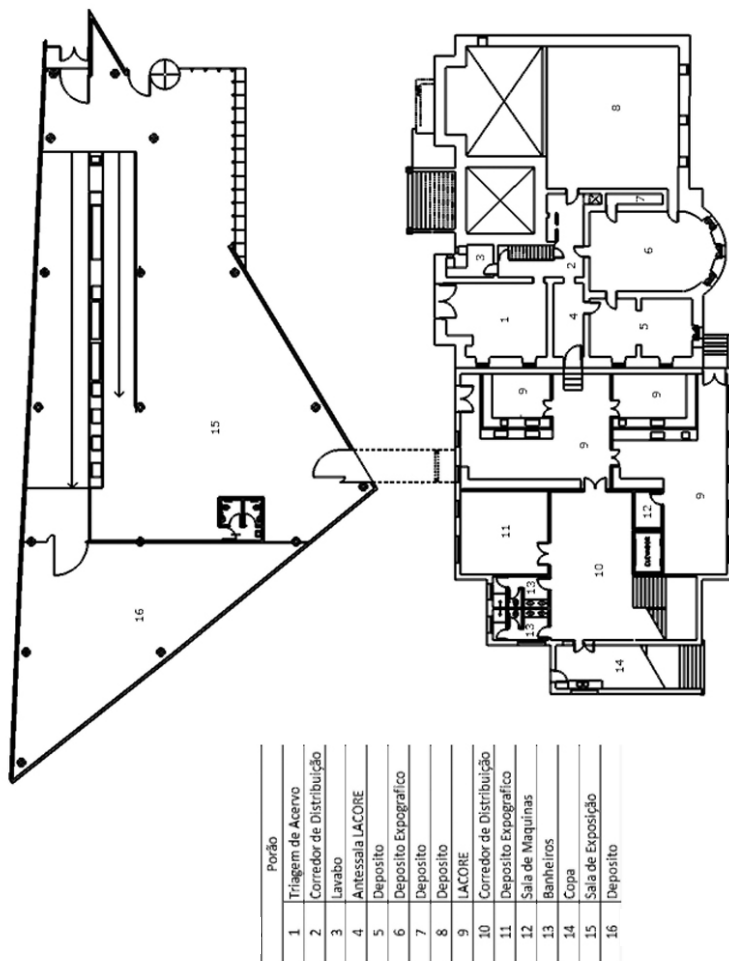 Porão
1 Triagem de Acervo
2 Corredor de Distribuição
3 Lavabo
4 Antessala LACORE
5 Deposito
6 Deposito Expografico
7 Deposito
8 Deposito
9 LACORE
10 Corredor de Distribuição
11 Deposito Expografico
12 Sala de Maquinas
13 Banheiros
14 Copa
15 Sala de Exposição
16 Deposito
15
16
8
7
6
3
2
1
4
5
9
9
9
9
11
12
ELEVADOR
10
13
13
14